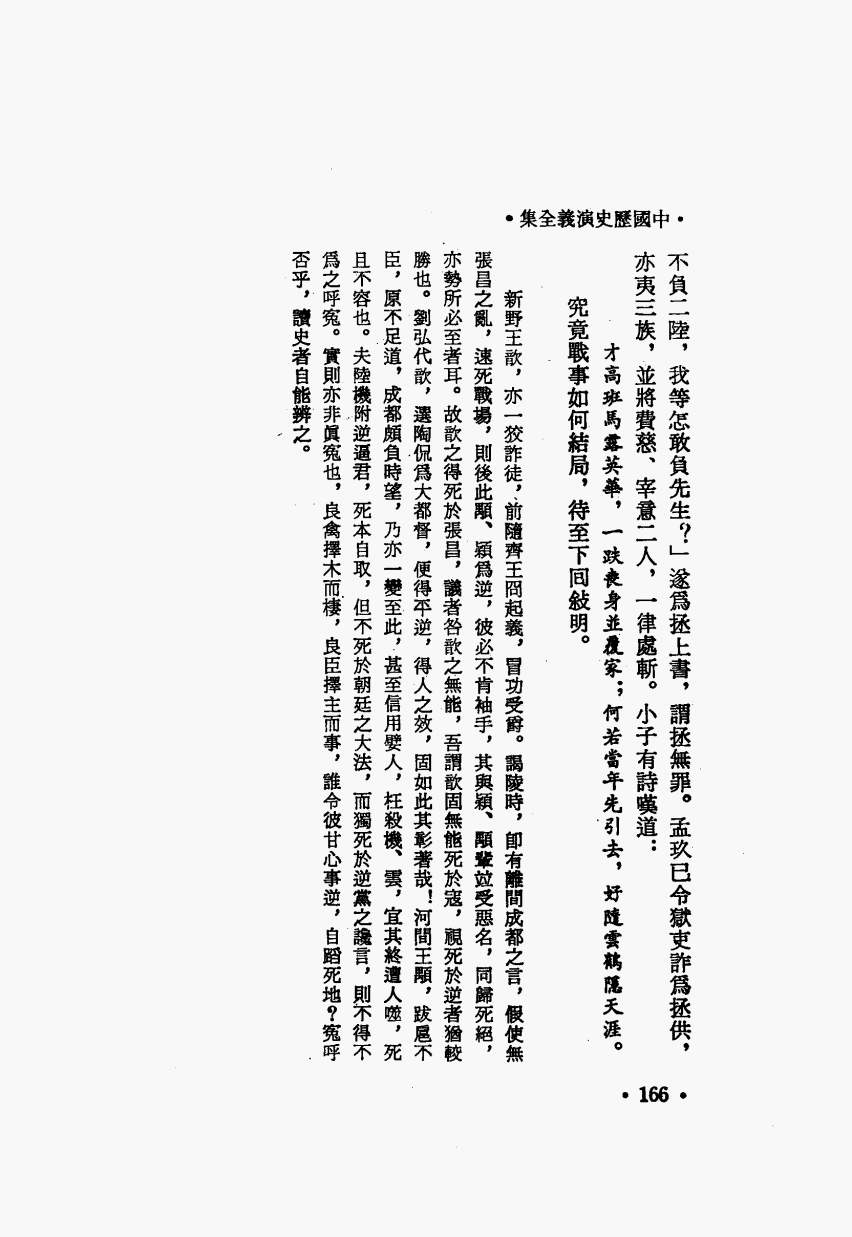 •中國歷史演義全集•
不負二陸，我等怎敢負先生？」遂爲拯上書，謂拯無罪。孟玖已令獄吏詐爲拯供，
亦夷三族，並將費慈、宰意二人，一律處斬。小子有詩嘆道：
才高班馬露英華，一跌喪身並覆家；何若當年先引去，好隨雲鶴隱天涯。
究竟戰事如何結局，待至下回敍明。
新野王歆，亦一狡詐徒，前隨齊王冏起義，冒功受爵。謁陵時，卽有離間成都之言，假使無
張昌之亂，速死戰場，則後此顒、穎爲逆，彼必不肯袖手，其與穎、顒輩竝受惡名，同歸死絕，
亦勢所必至者耳。故歆之得死於張昌，議者咎歆之無能，吾謂歆固無能死於寇，視死於逆者猶較
勝也。劉弘代歆，選陶侃爲大都督，便得平逆，得人之效，固如此其彰著哉！河間王顒，跋扈不
臣，原不足道，成都頗負時望，乃亦一變至此，甚至信用嬖人，枉殺機、雲，宜其終遭人噬，死
且不容也。夫陸機附逆逼君，死本自取，但不死於朝廷之大法，而獨死於逆黨之讒言，則不得不
爲之呼寃。實則亦非眞寃也，良禽擇木而棲，良臣擇主而事，誰令彼甘心事逆，自蹈死地？寃呼
否乎，讀史者自能辨之。
•166•